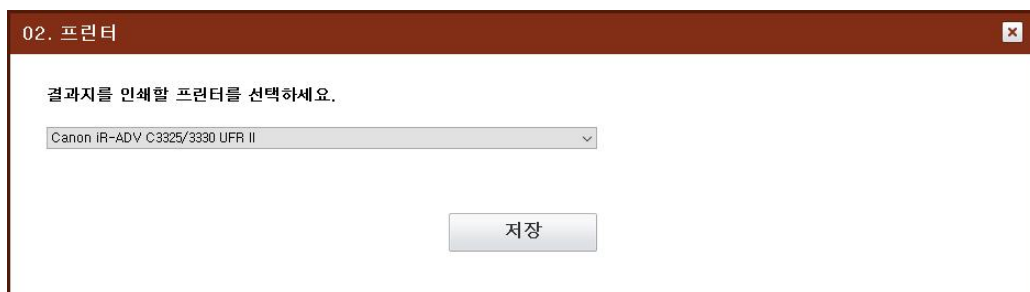 02. 프린터
결과지를 인쇄할 프린터를 선택하세요.
Canon iR-ADV C3325/3330 UFR II
저장